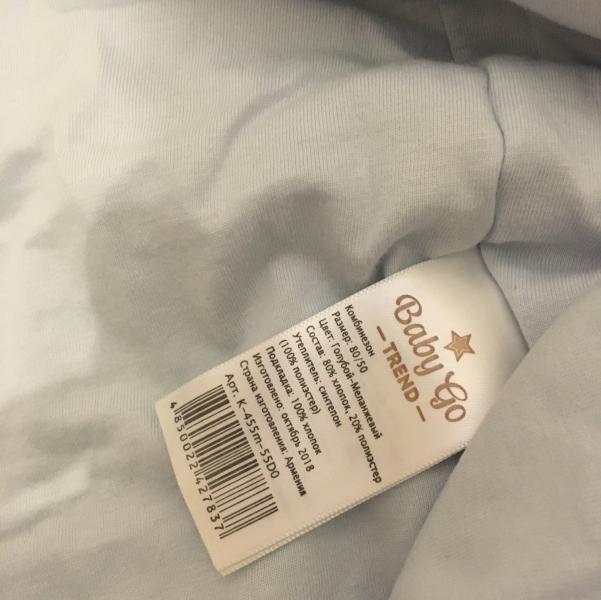 Baby Go
— TREND —
Комбинезон
Размер: 80/50
Цвет: Голубой-Меланжевый
Состав: 80% хлопок, 20% полиэстер
Утеплитель: синтепон
(100% полиэстер)
Подкладка: 100% хлопок
Изготовлено: октябрь 2018
Страна изготовления: Армения
Арт. K-455m-5SD0
4 850022 427837